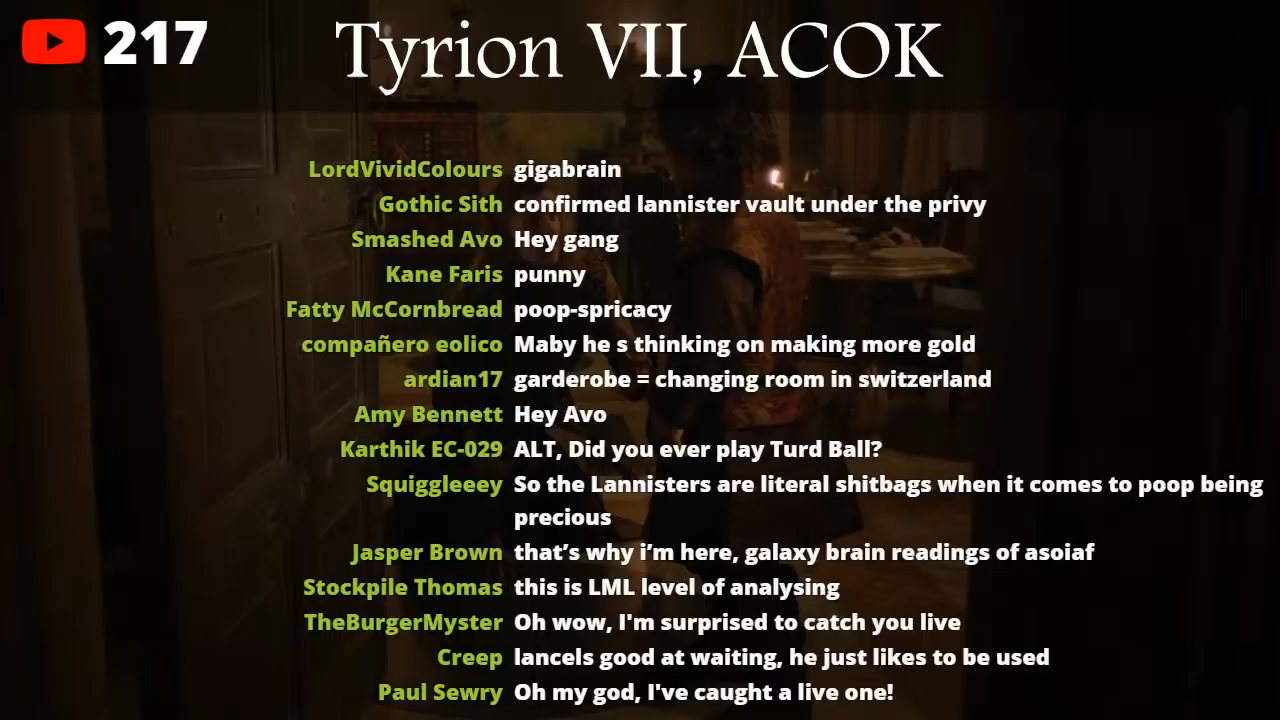 217
Tyrion VII, ACOK
LordVividColours gigabrain
Gothic Sith confirmed lannister vault under the privy
Smashed Avo Hey gang
Kane Faris punny
Fatty McCornbread poop-spricacy
compañero eolico Maby he s thinking on making more gold
ardian17 garderobe = changing room in switzerland
Amy Bennett Hey Avo
Karthik EC-029 ALT, Did you ever play Turd Ball?
Squiggleeey So the Lannisters are literal shitbags when it comes to poop being
precious
Jasper Brown that’s why i’m here, galaxy brain readings of asoiaf
Stockpile Thomas this is LML level of analysing
TheBurgerMyster Oh wow, I'm surprised to catch you live
Creep lancels good at waiting, he just likes to be used
Paul Sewry Oh my god, I've caught a live one!